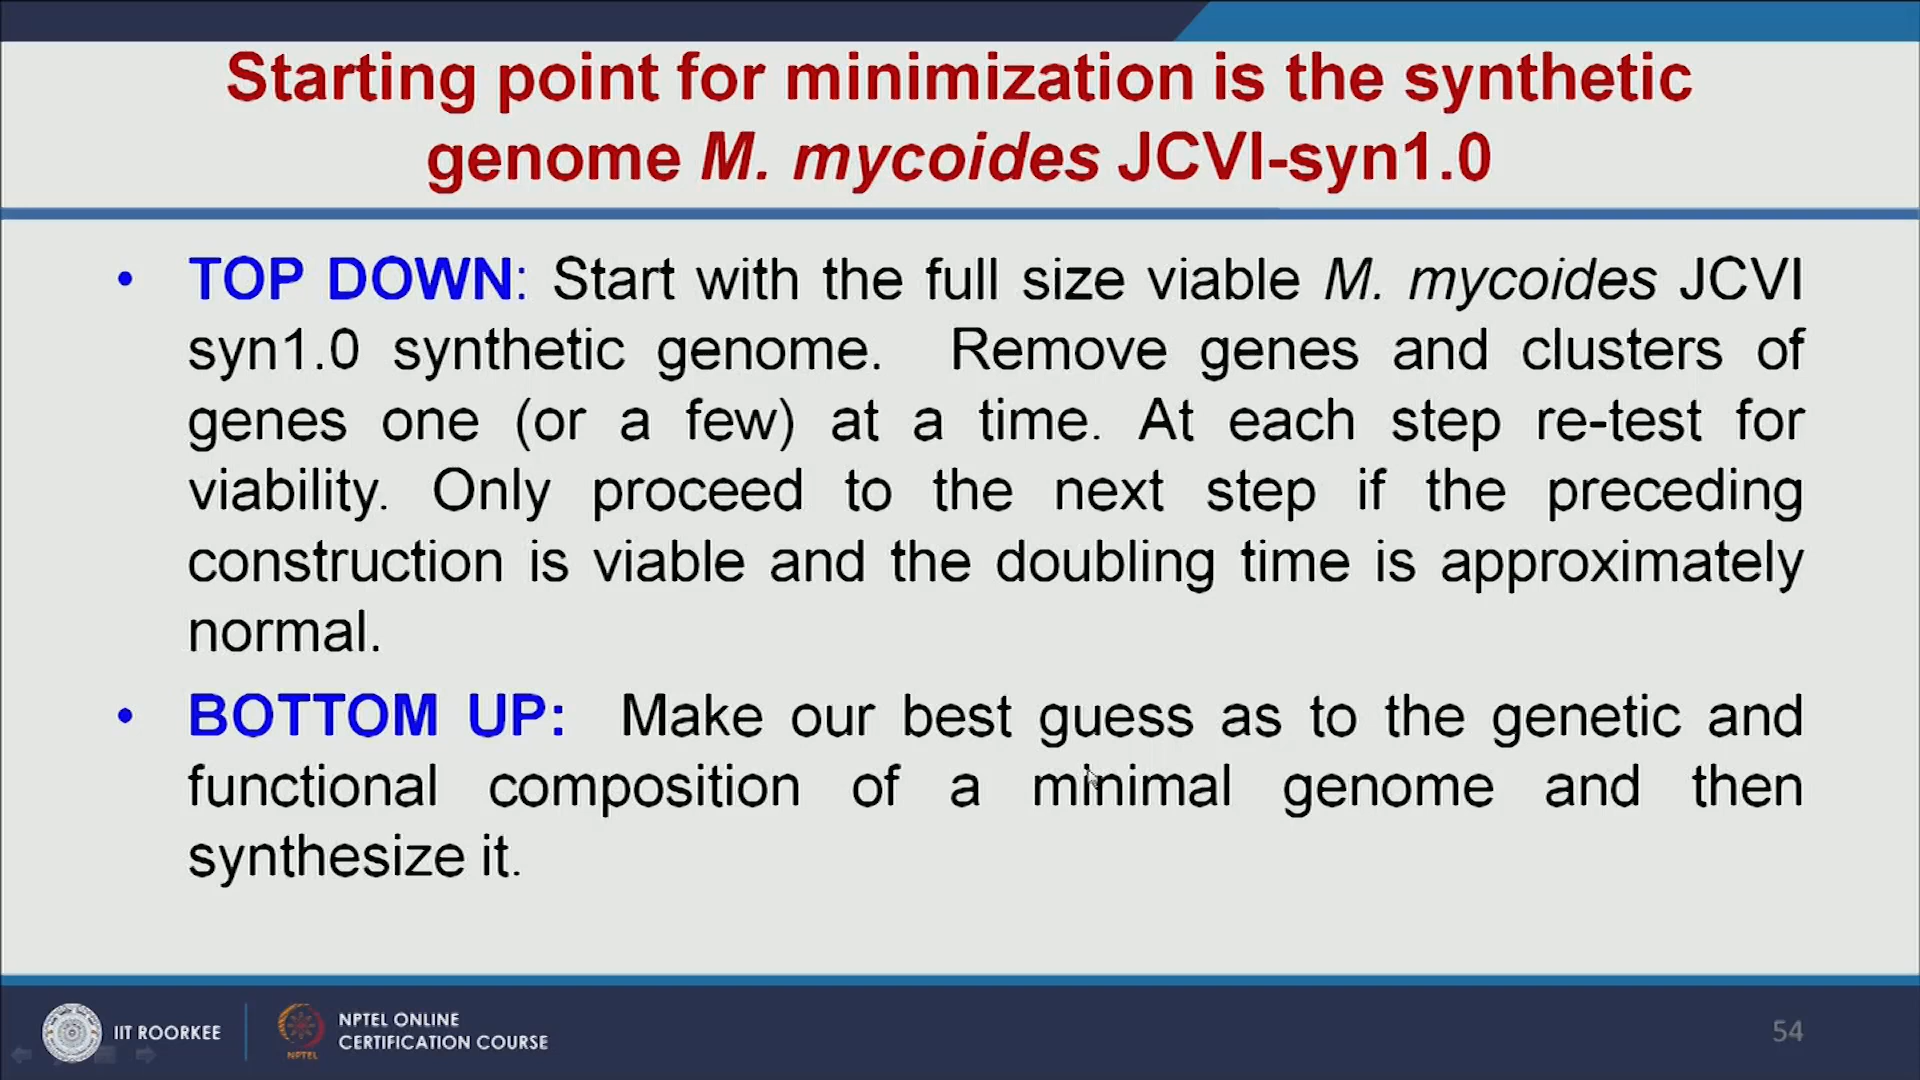 Starting point for minimization is the synthetic
genome M. mycoides JCVI-syn1.0
• TOP DOWN: Start with the full size viable M. mycoides JCVI
syn1.0 synthetic genome. Remove genes and clusters of
genes one (or a few) at a time. At each step re-test for
viability. Only proceed to the next step if the preceding
construction is viable and the doubling time is approximately
normal.
• BOTTOM UP: Make our best guess as to the genetic and
functional composition of a minimal genome and then
synthesize it.
IIT ROORKEE
NPTEL
NPTEL ONLINE
CERTIFICATION COURSE
54